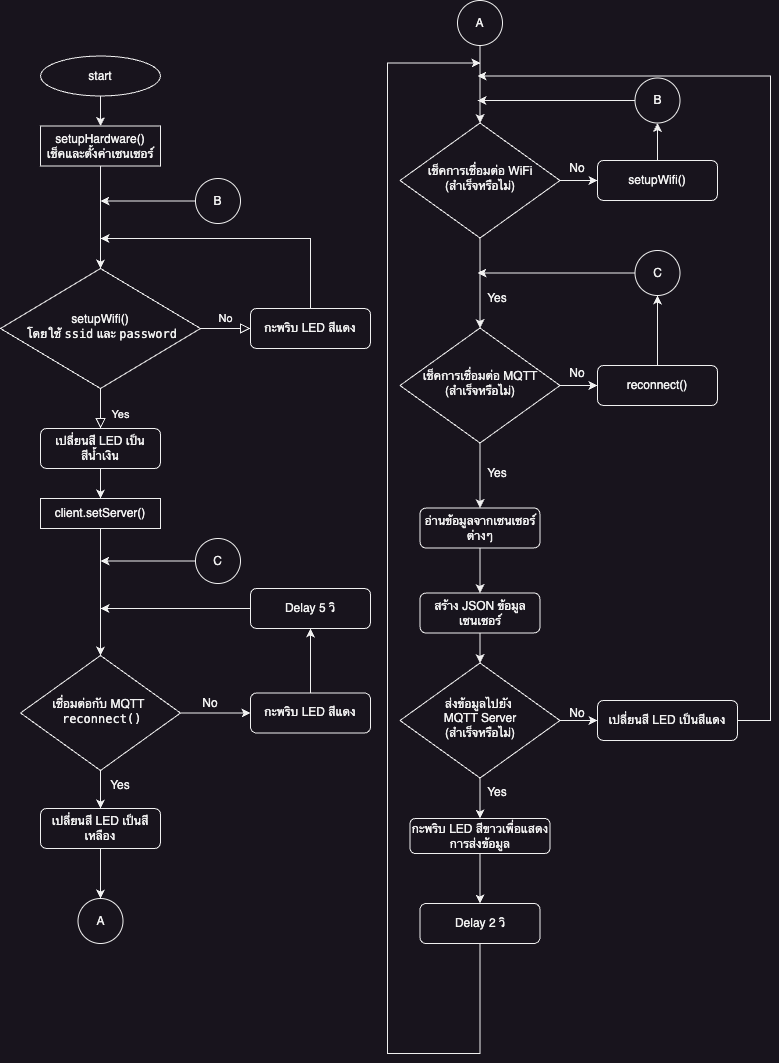 start
setupHardware()
เช็คและตั้งค่าเซนเซอร์
B
setupWifi()
โดยใช้ ssid และ password
No
กะพริบ LED สีแดง
Yes
เปลี่ยนสี LED เป็น
สีน้ำเงิน
client.setServer()
C
Delay 5 วิ
เชื่อมต่อกับ MQTT
reconnect()
No
กะพริบ LED สีแดง
Yes
เปลี่ยนสี LED เป็นสี
เหลือง
A
A
B
เช็คการเชื่อมต่อ WiFi
(สำเร็จหรือไม่)
No
setupWifi()
C
Yes
เช็คการเชื่อมต่อ MQTT
(สำเร็จหรือไม่)
No
reconnect()
Yes
อ่านข้อมูลจากเซนเซอร์
ต่างๆ
สร้าง JSON ข้อมูล
เซนเซอร์
ส่งข้อมูลไปยัง
MQTT Server
(สำเร็จหรือไม่)
No
เปลี่ยนสี LED เป็นสีแดง
Yes
กะพริบ LED สีขาวเพื่อแสดง
การส่งข้อมูล
Delay 2 วิ